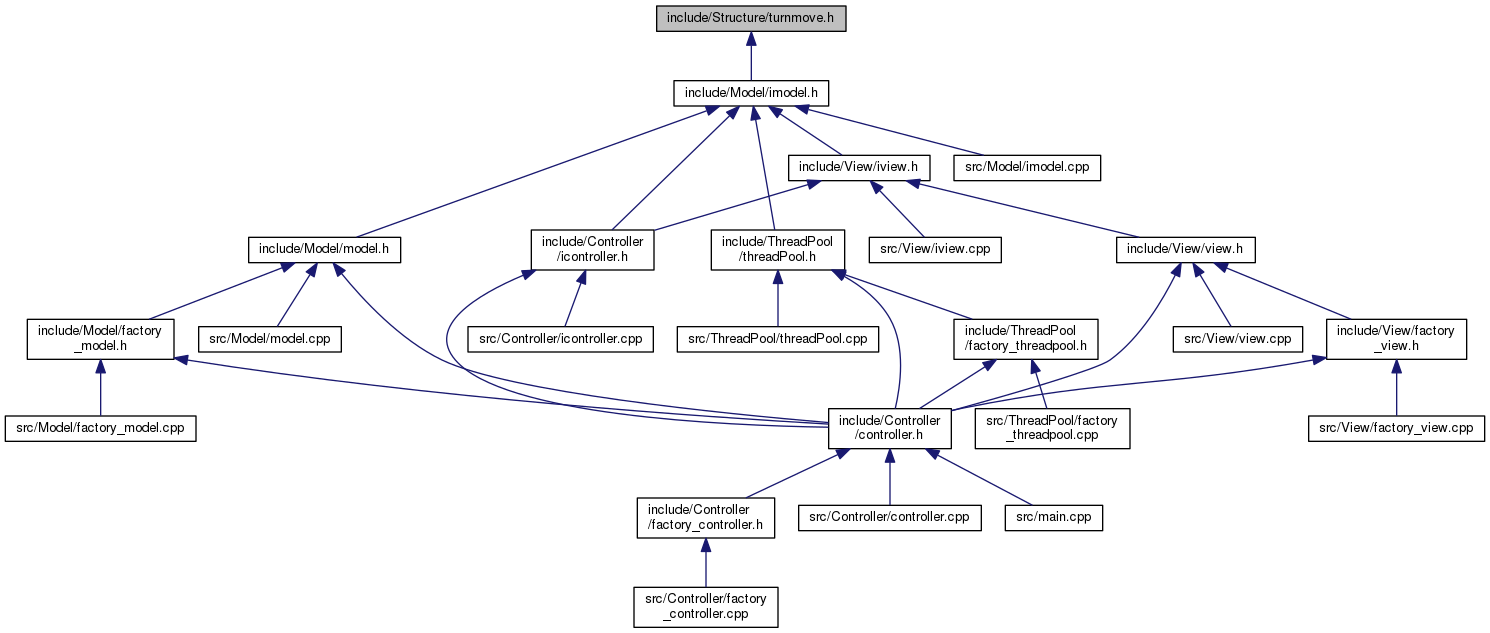 include/Structure/turnmove.h
include/Model/imodel.h
include/View/iview.h
src/Model/imodel.cpp
include/Model/model.h
include/Controller
/icontroller.h
include/ThreadPool
/threadPool.h
src/View/iview.cpp
include/View/view.h
include/Model/factory
_model.h
src/Model/model.cpp
src/Controller/icontroller.cpp
src/ThreadPool/threadPool.cpp
include/ThreadPool
/factory_threadpool.h
src/View/view.cpp
include/View/factory
_view.h
src/Model/factory_model.cpp
include/Controller
/controller.h
src/ThreadPool/factory
_threadpool.cpp
src/View/factory_view.cpp
include/Controller
/factory_controller.h
src/Controller/controller.cpp
src/main.cpp
src/Controller/factory
_controller.cpp